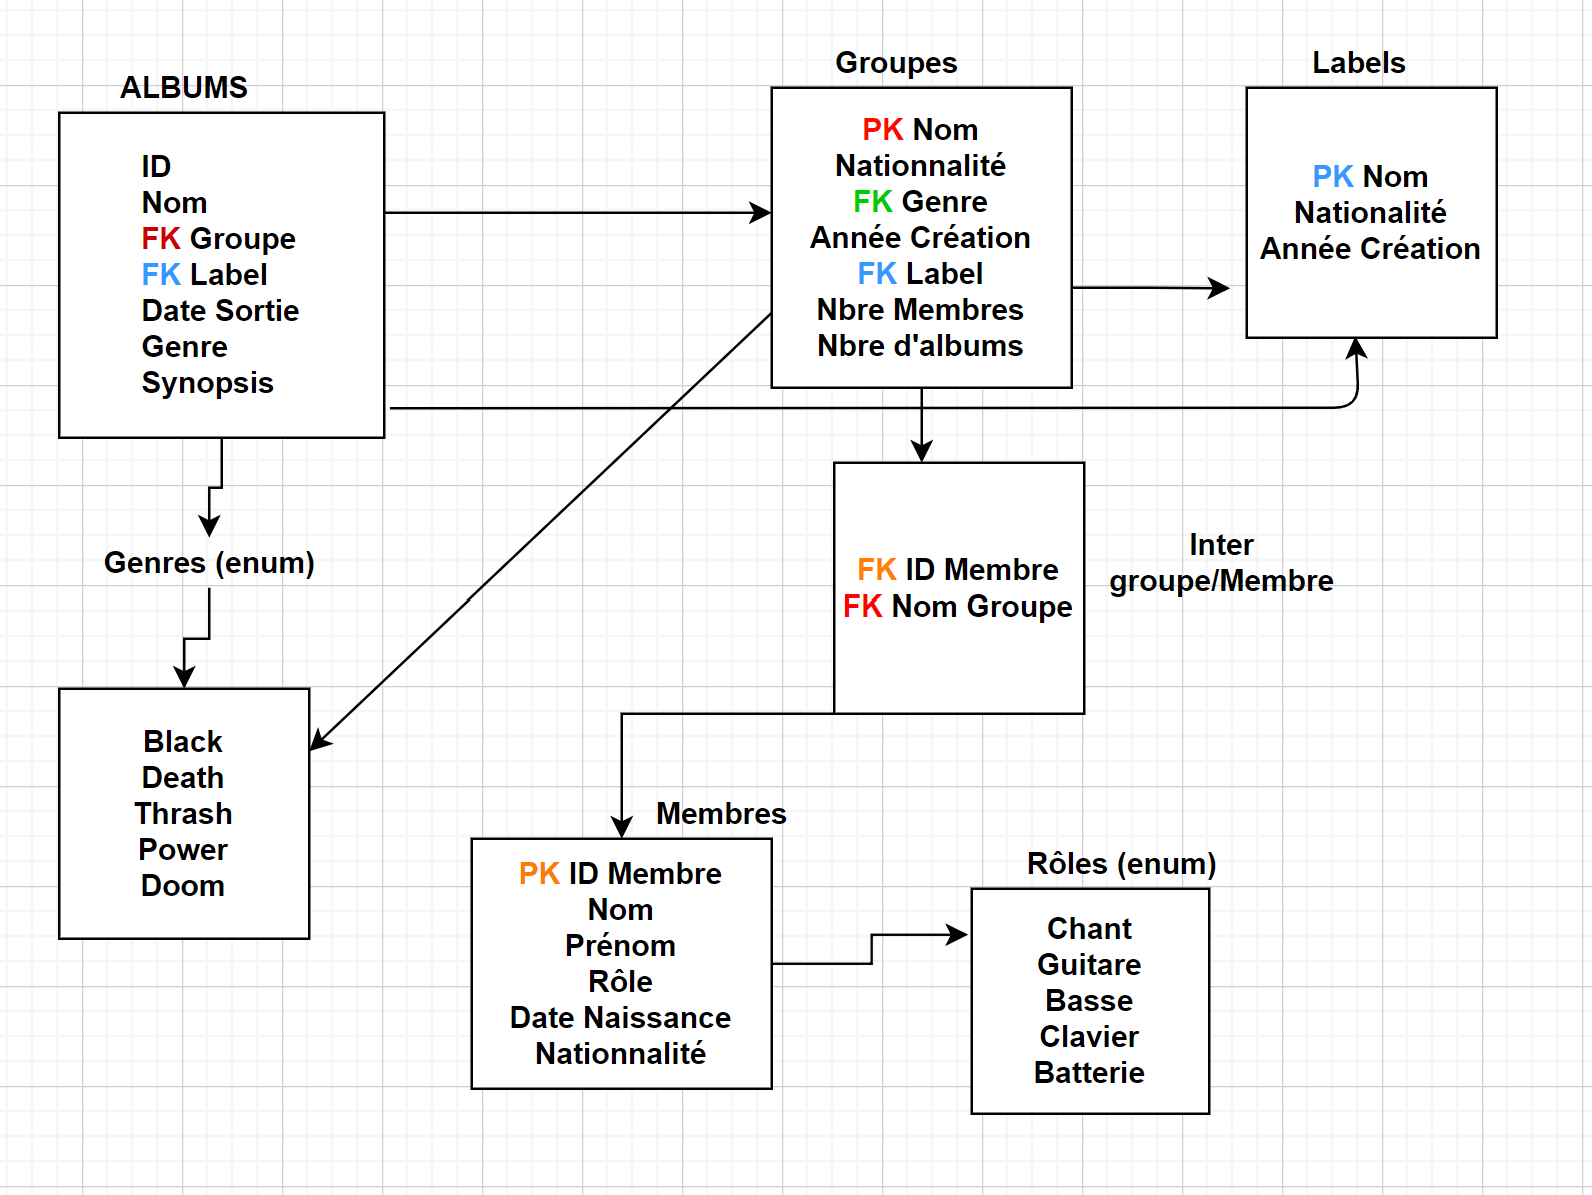 ALBUMS
ID
Nom
FK Groupe
FK Label
Date Sortie
Genre
Synopsis
Groupes
PK Nom
Nationnalité
FK Genre
Année Création
FK Label
Nbre Membres
Nbre d'albums
Labels
PK Nom
Nationalité
Année Création
Genres (enum)
Black
Death
Thrash
Power
Doom
FK ID Membre
FK Nom Groupe
Inter
groupe/Membre
Membres
PK ID Membre
Nom
Prénom
Rôle
Date Naissance
Nationnalité
Rôles (enum)
Chant
Guitare
Basse
Clavier
Batterie